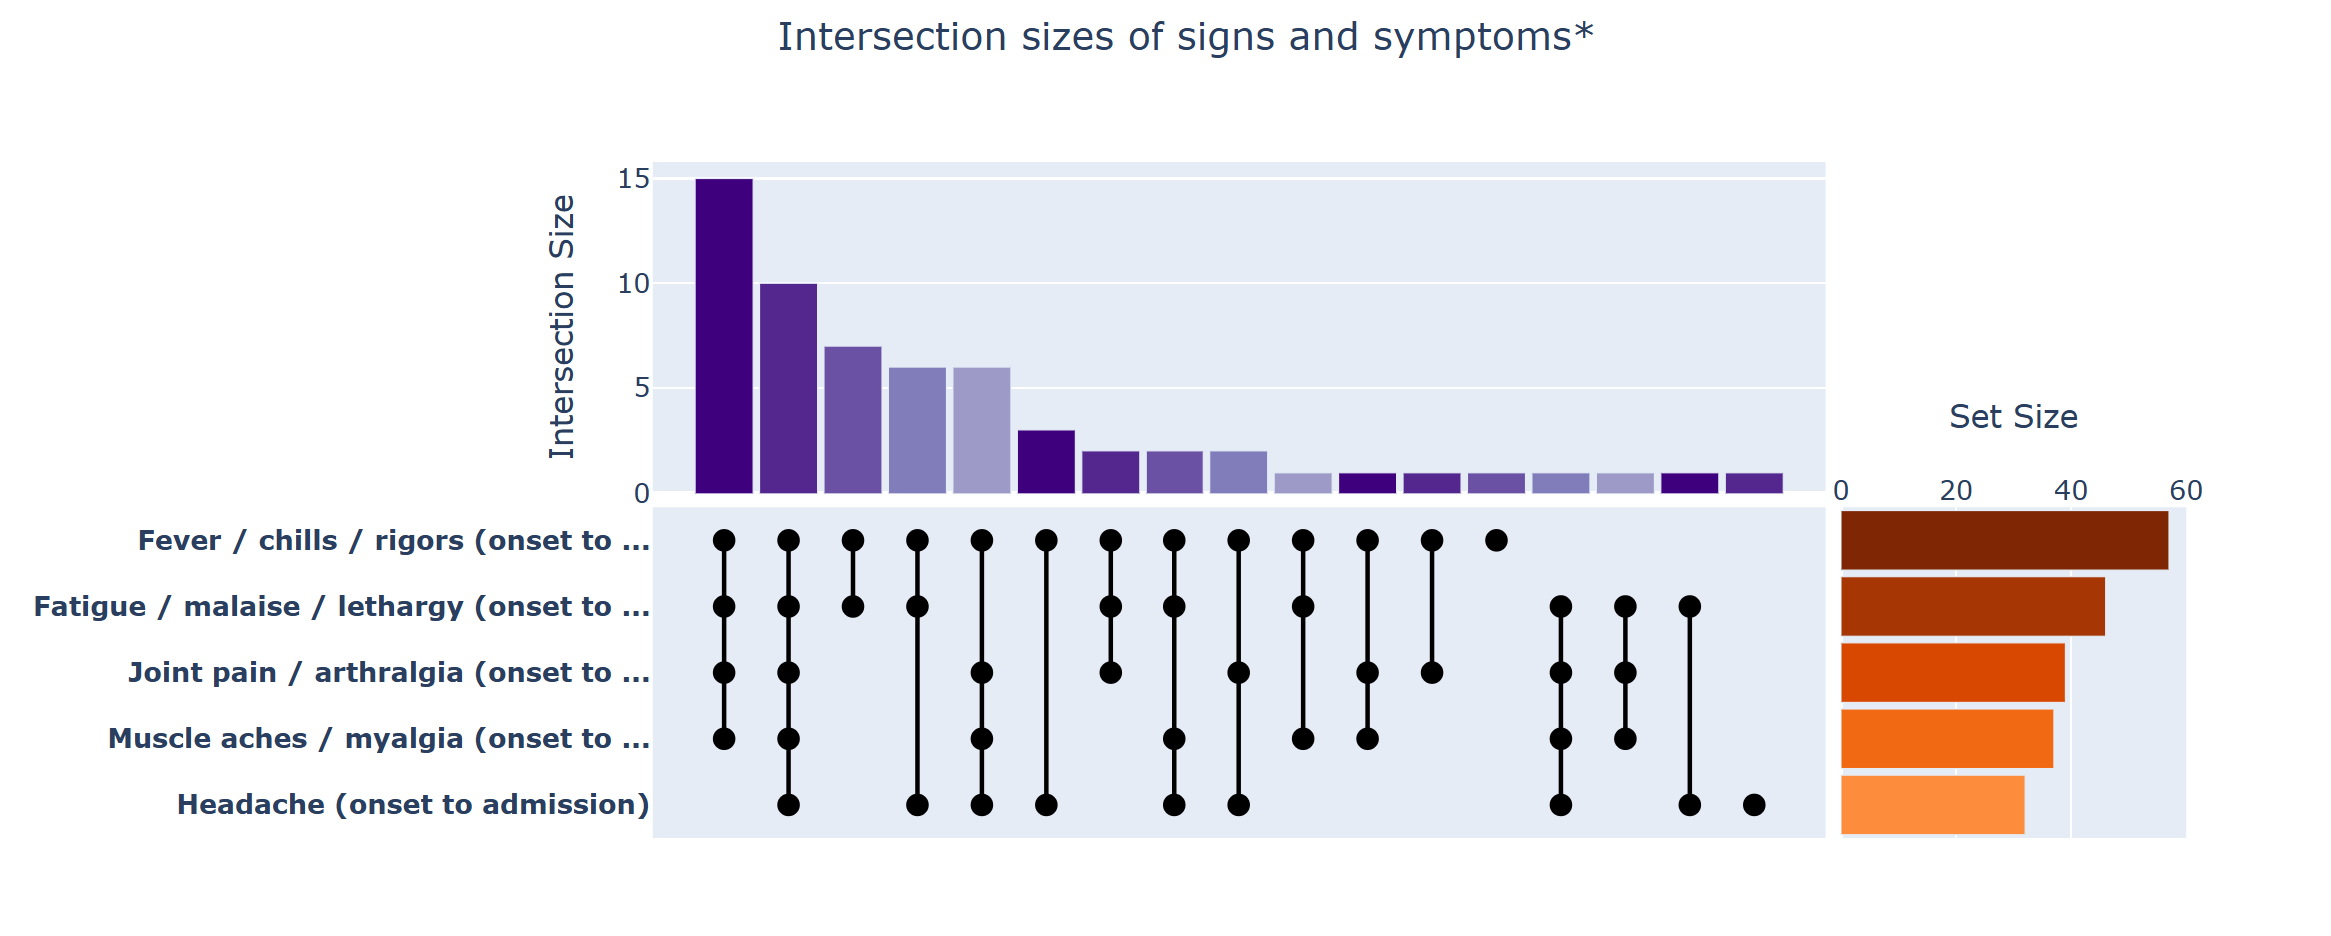 Intersection sizes of signs and symptoms*
Intersection Size
15
10
5
0
Set Size
0 20 40 60
Fever / chills / rigors (onset to ...
Fatigue / malaise / lethargy (onset to ...
Joint pain / arthralgia (onset to ...
Muscle aches / myalgia (onset to ...
Headache (onset to admission)